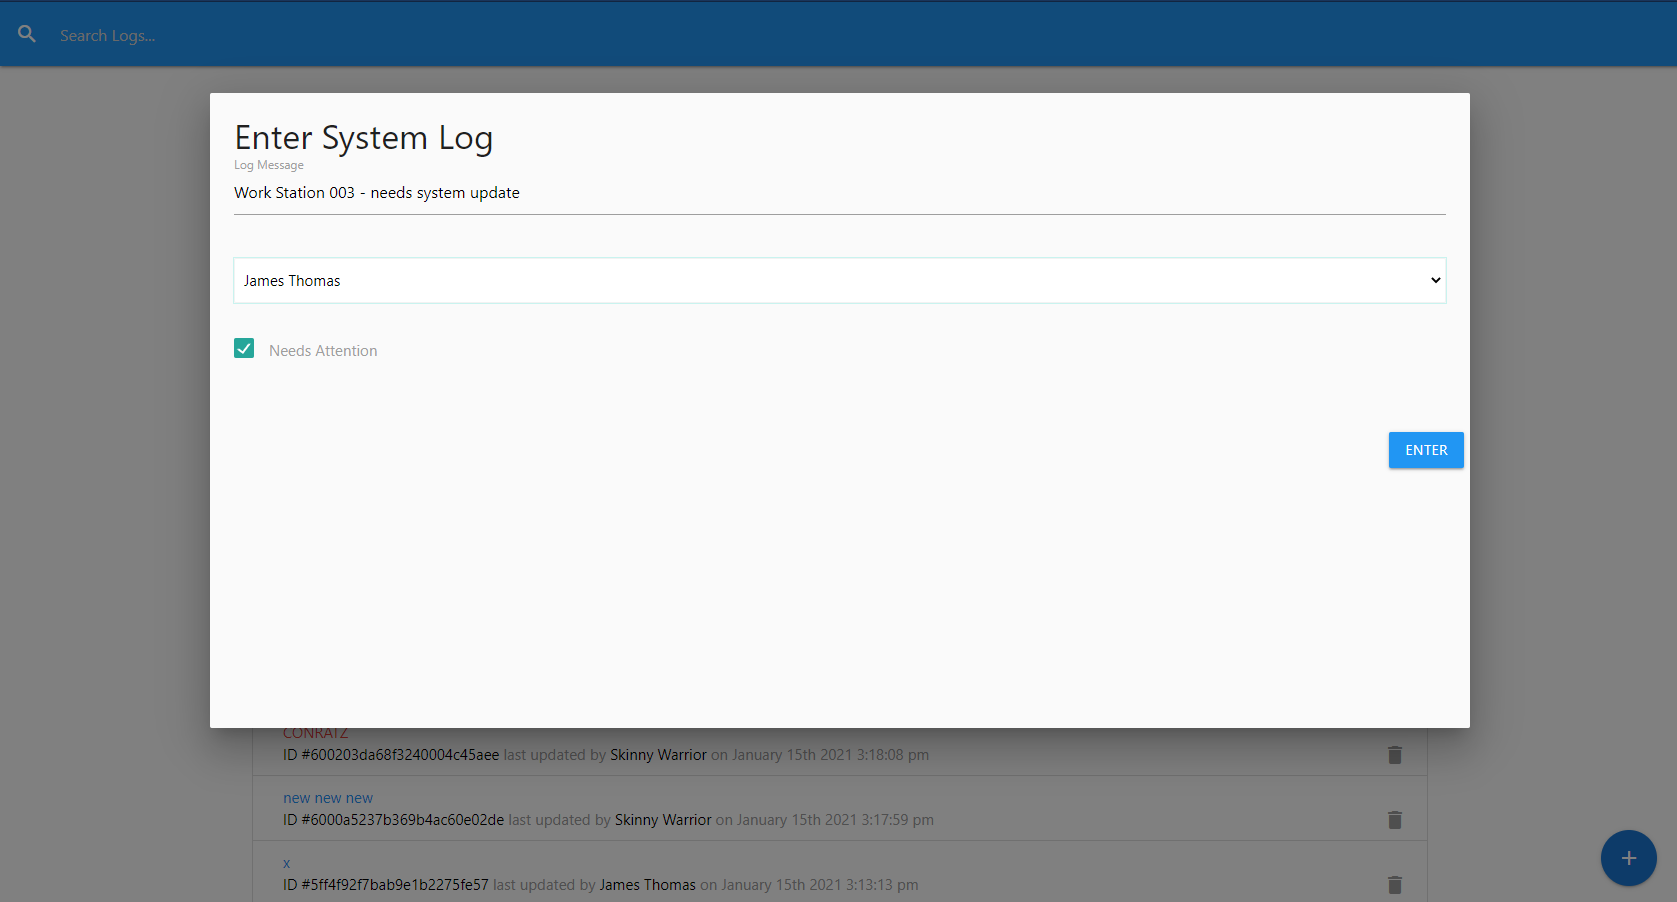 Search Logs...
Enter System Log
Log Message
Work Station 003 - needs system update
James Thomas
Needs Attention
ENTER
CONRATZ
ID #600203da68f3240004c45aee last updated by Skinny Warrior on January 15th 2021 3:18:08 pm
new new new
ID #6000a5237b369b4ac60e02de last updated by Skinny Warrior on January 15th 2021 3:17:59 pm
x
ID #5ff4f92f7bab9e1b2275fe57 last updated by James Thomas on January 15th 2021 3:13:13 pm